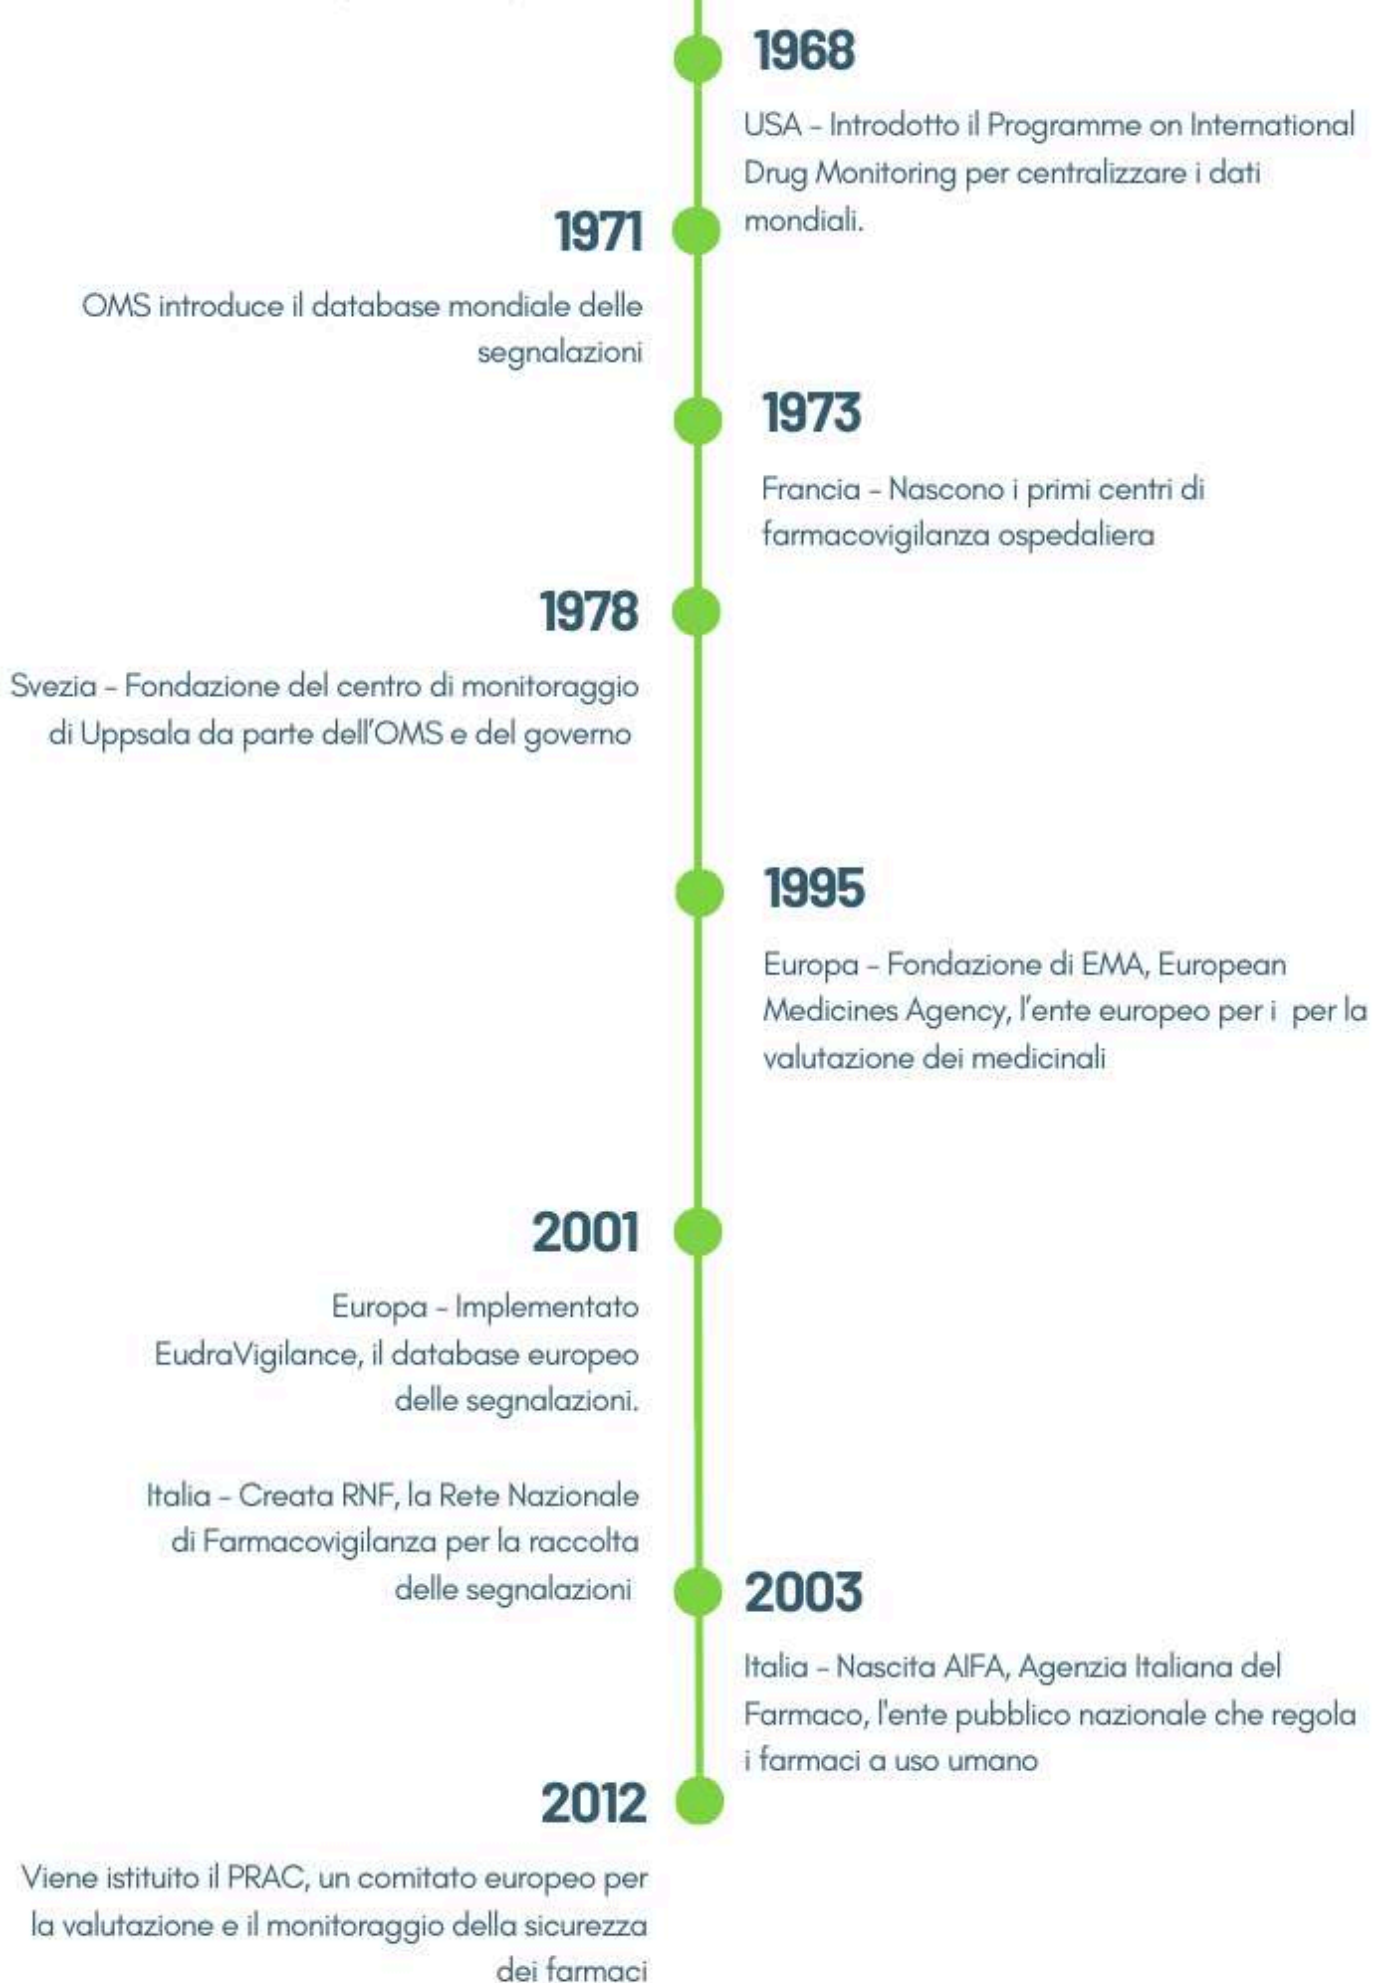 1968
USA - Introdotto il Programme on International
Drug Monitoring per centralizzare i dati
mondiali.
1971
OMS introduce il database mondiale delle
segnalazioni
1973
Francia - Nascono i primi centri di
farmacovigilanza ospedaliera
1978
Svezia - Fondazione del centro di monitoraggio
di Uppsala da parte dell'OMS e del governo
1995
Europa - Fondazione di EMA, European
Medicines Agency, l'ente europeo per i per la
valutazione dei medicinali
2001
Europa - Implementato
EudraVigilance, il database europeo
delle segnalazioni.
Italia - Creata RNF, la Rete Nazionale
di Farmacovigilanza per la raccolta
delle segnalazioni
2003
Italia - Nascita AIFA, Agenzia Italiana del
Farmaco, l'ente pubblico nazionale che regola
i farmaci a uso umano
2012
Viene istituito il PRAC, un comitato europeo per
la valutazione e il monitoraggio della sicurezza
dei farmaci